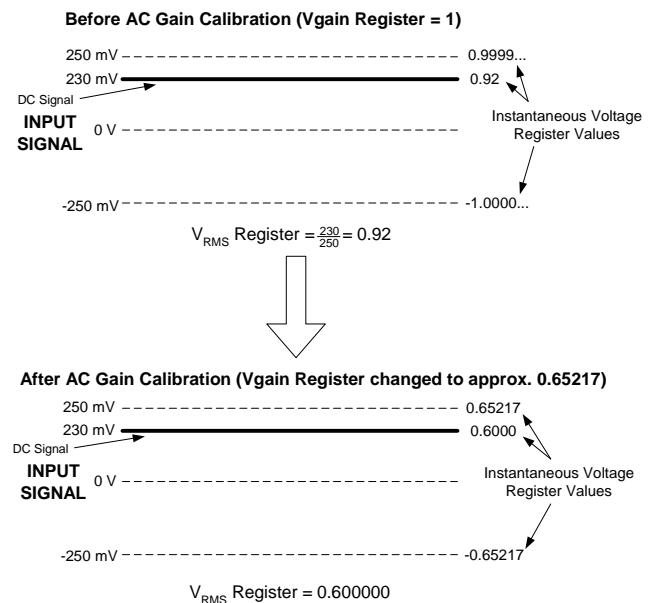 Before AC Gain Calibration (Vgain Register = 1)
250 mV 0.9999...
230 mV 0.92
DC Signal
INPUT SIGNAL
0 V
Instantaneous Voltage Register Values
-250 mV -1.0000...
V_RMS Register = 230/250 = 0.92
After AC Gain Calibration (Vgain Register changed to approx. 0.65217)
250 mV 0.65217
230 mV 0.6000
DC Signal
INPUT SIGNAL
0 V
Instantaneous Voltage Register Values
-250 mV -0.65217
V_RMS Register = 0.600000